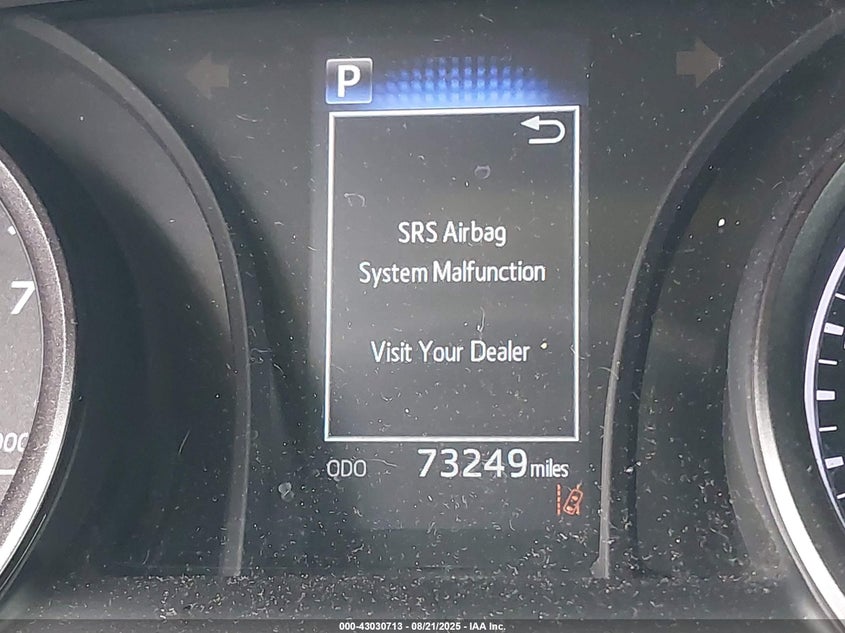 P
SRS Airbag
System Malfunction
Visit Your Dealer
7
ODO 73249 miles
000-43030713 - 08/21/2025 - IAA Inc.